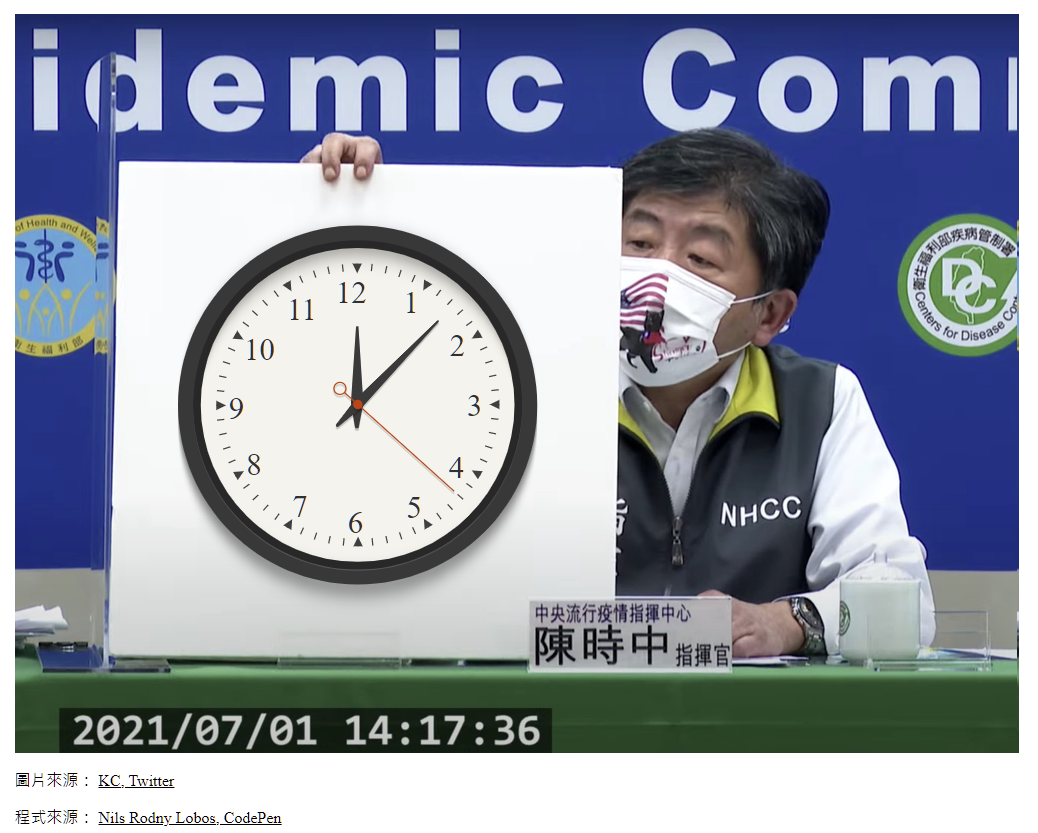 idemic Com
of Health and Welf
衛生福利部
衛生福利部疾病管制署
CDC
Centers for Disease Con
12
1
2
3
4
5
6
7
8
9
10
11
NHCC
中央流行疫情指揮中心
陳時中 指揮官
2021/07/01 14:17:36
圖片來源： KC, Twitter
程式來源： Nils Rodny Lobos, CodePen